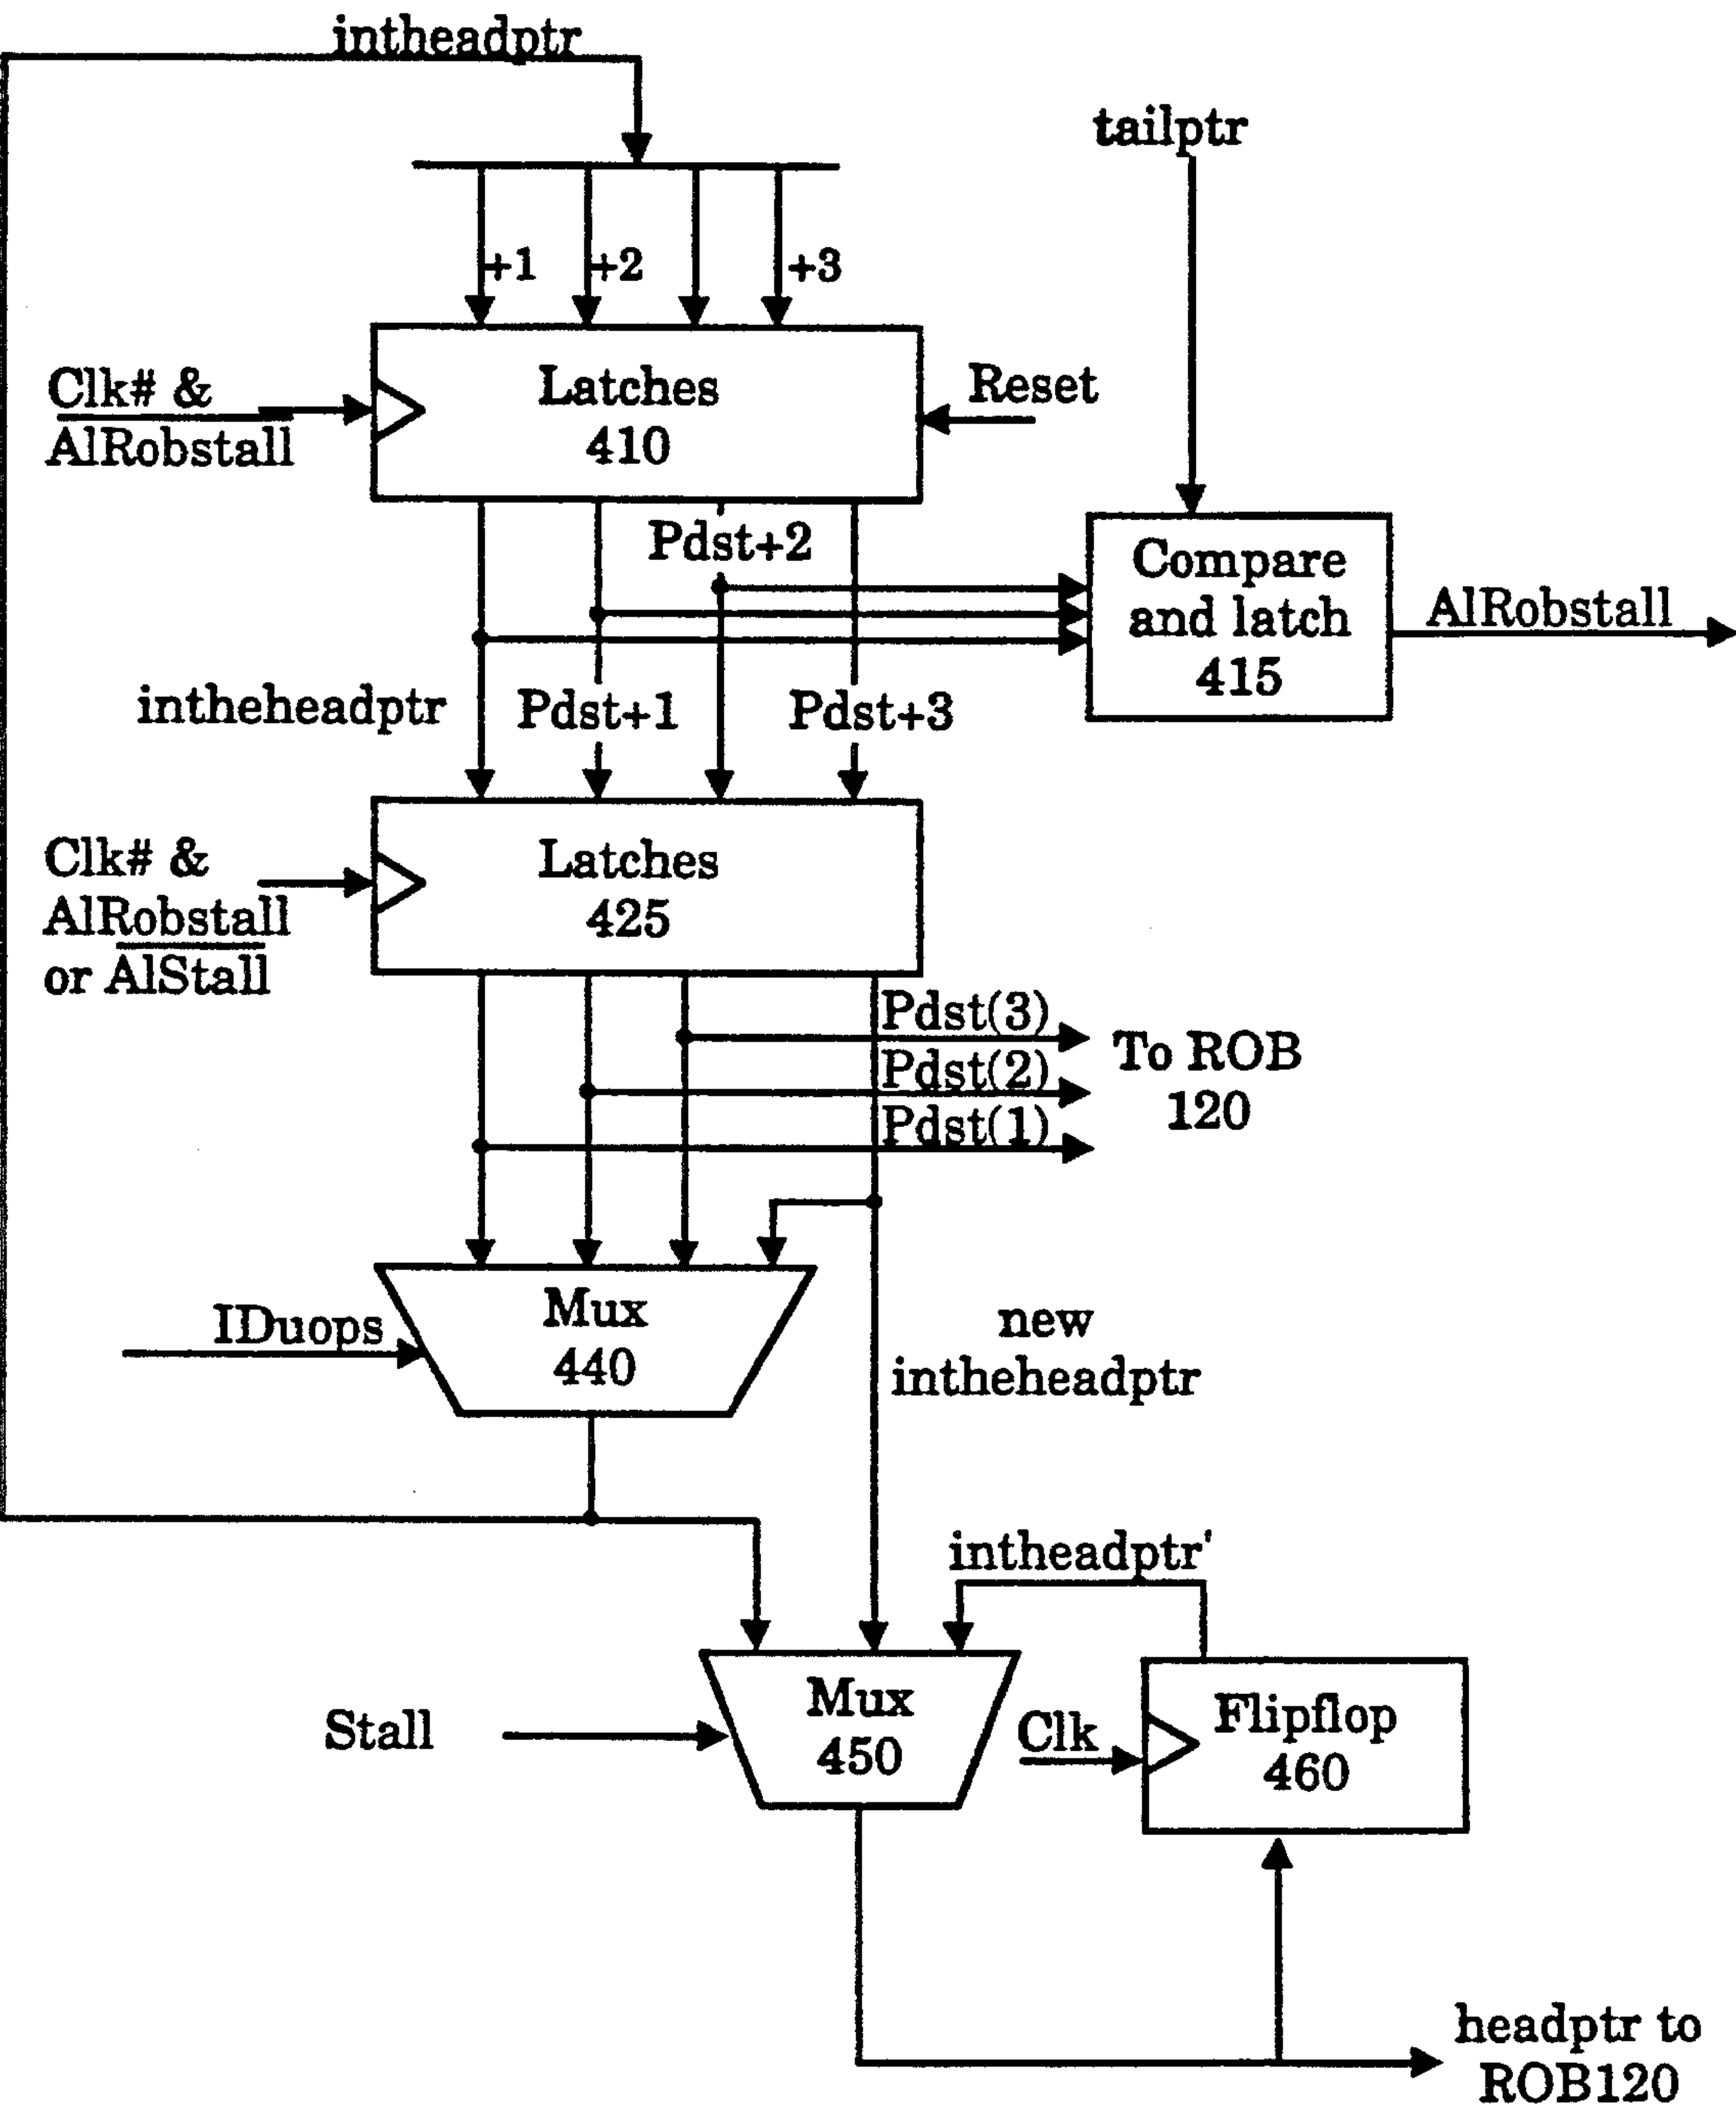 intheadptr
tailptr
+1
+2
+3
Clk# &
AlRobstall
Latches
410
Reset
Pdst+2
Compare
and latch
415
AlRobstall
intheheadptr
Pdst+1
Pdst+3
Clk# &
AlRobstall
or AlStall
Latches
425
Pdst(3)
Pdst(2)
Pdst(1)
To ROB
120
IDuops
Mux
440
new
intheheadptr
intheadptr'
Stall
Mux
450
Clk
Flipflop
460
headptr to
ROB120